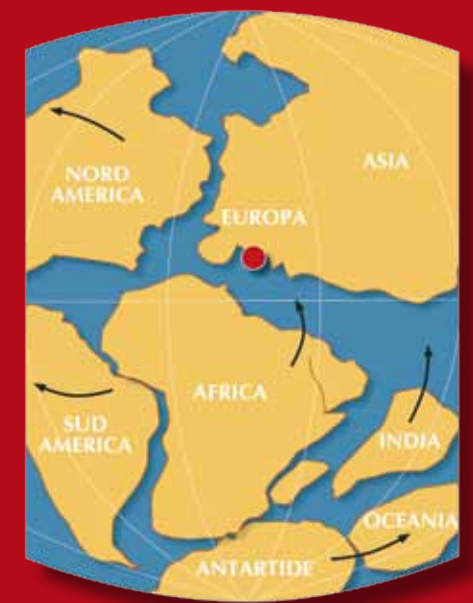 NORD
AMERICA
ASIA
EUROPA
AFRICA
SUD
AMERICA
INDIA
OCEANIA
ANTARTIDE